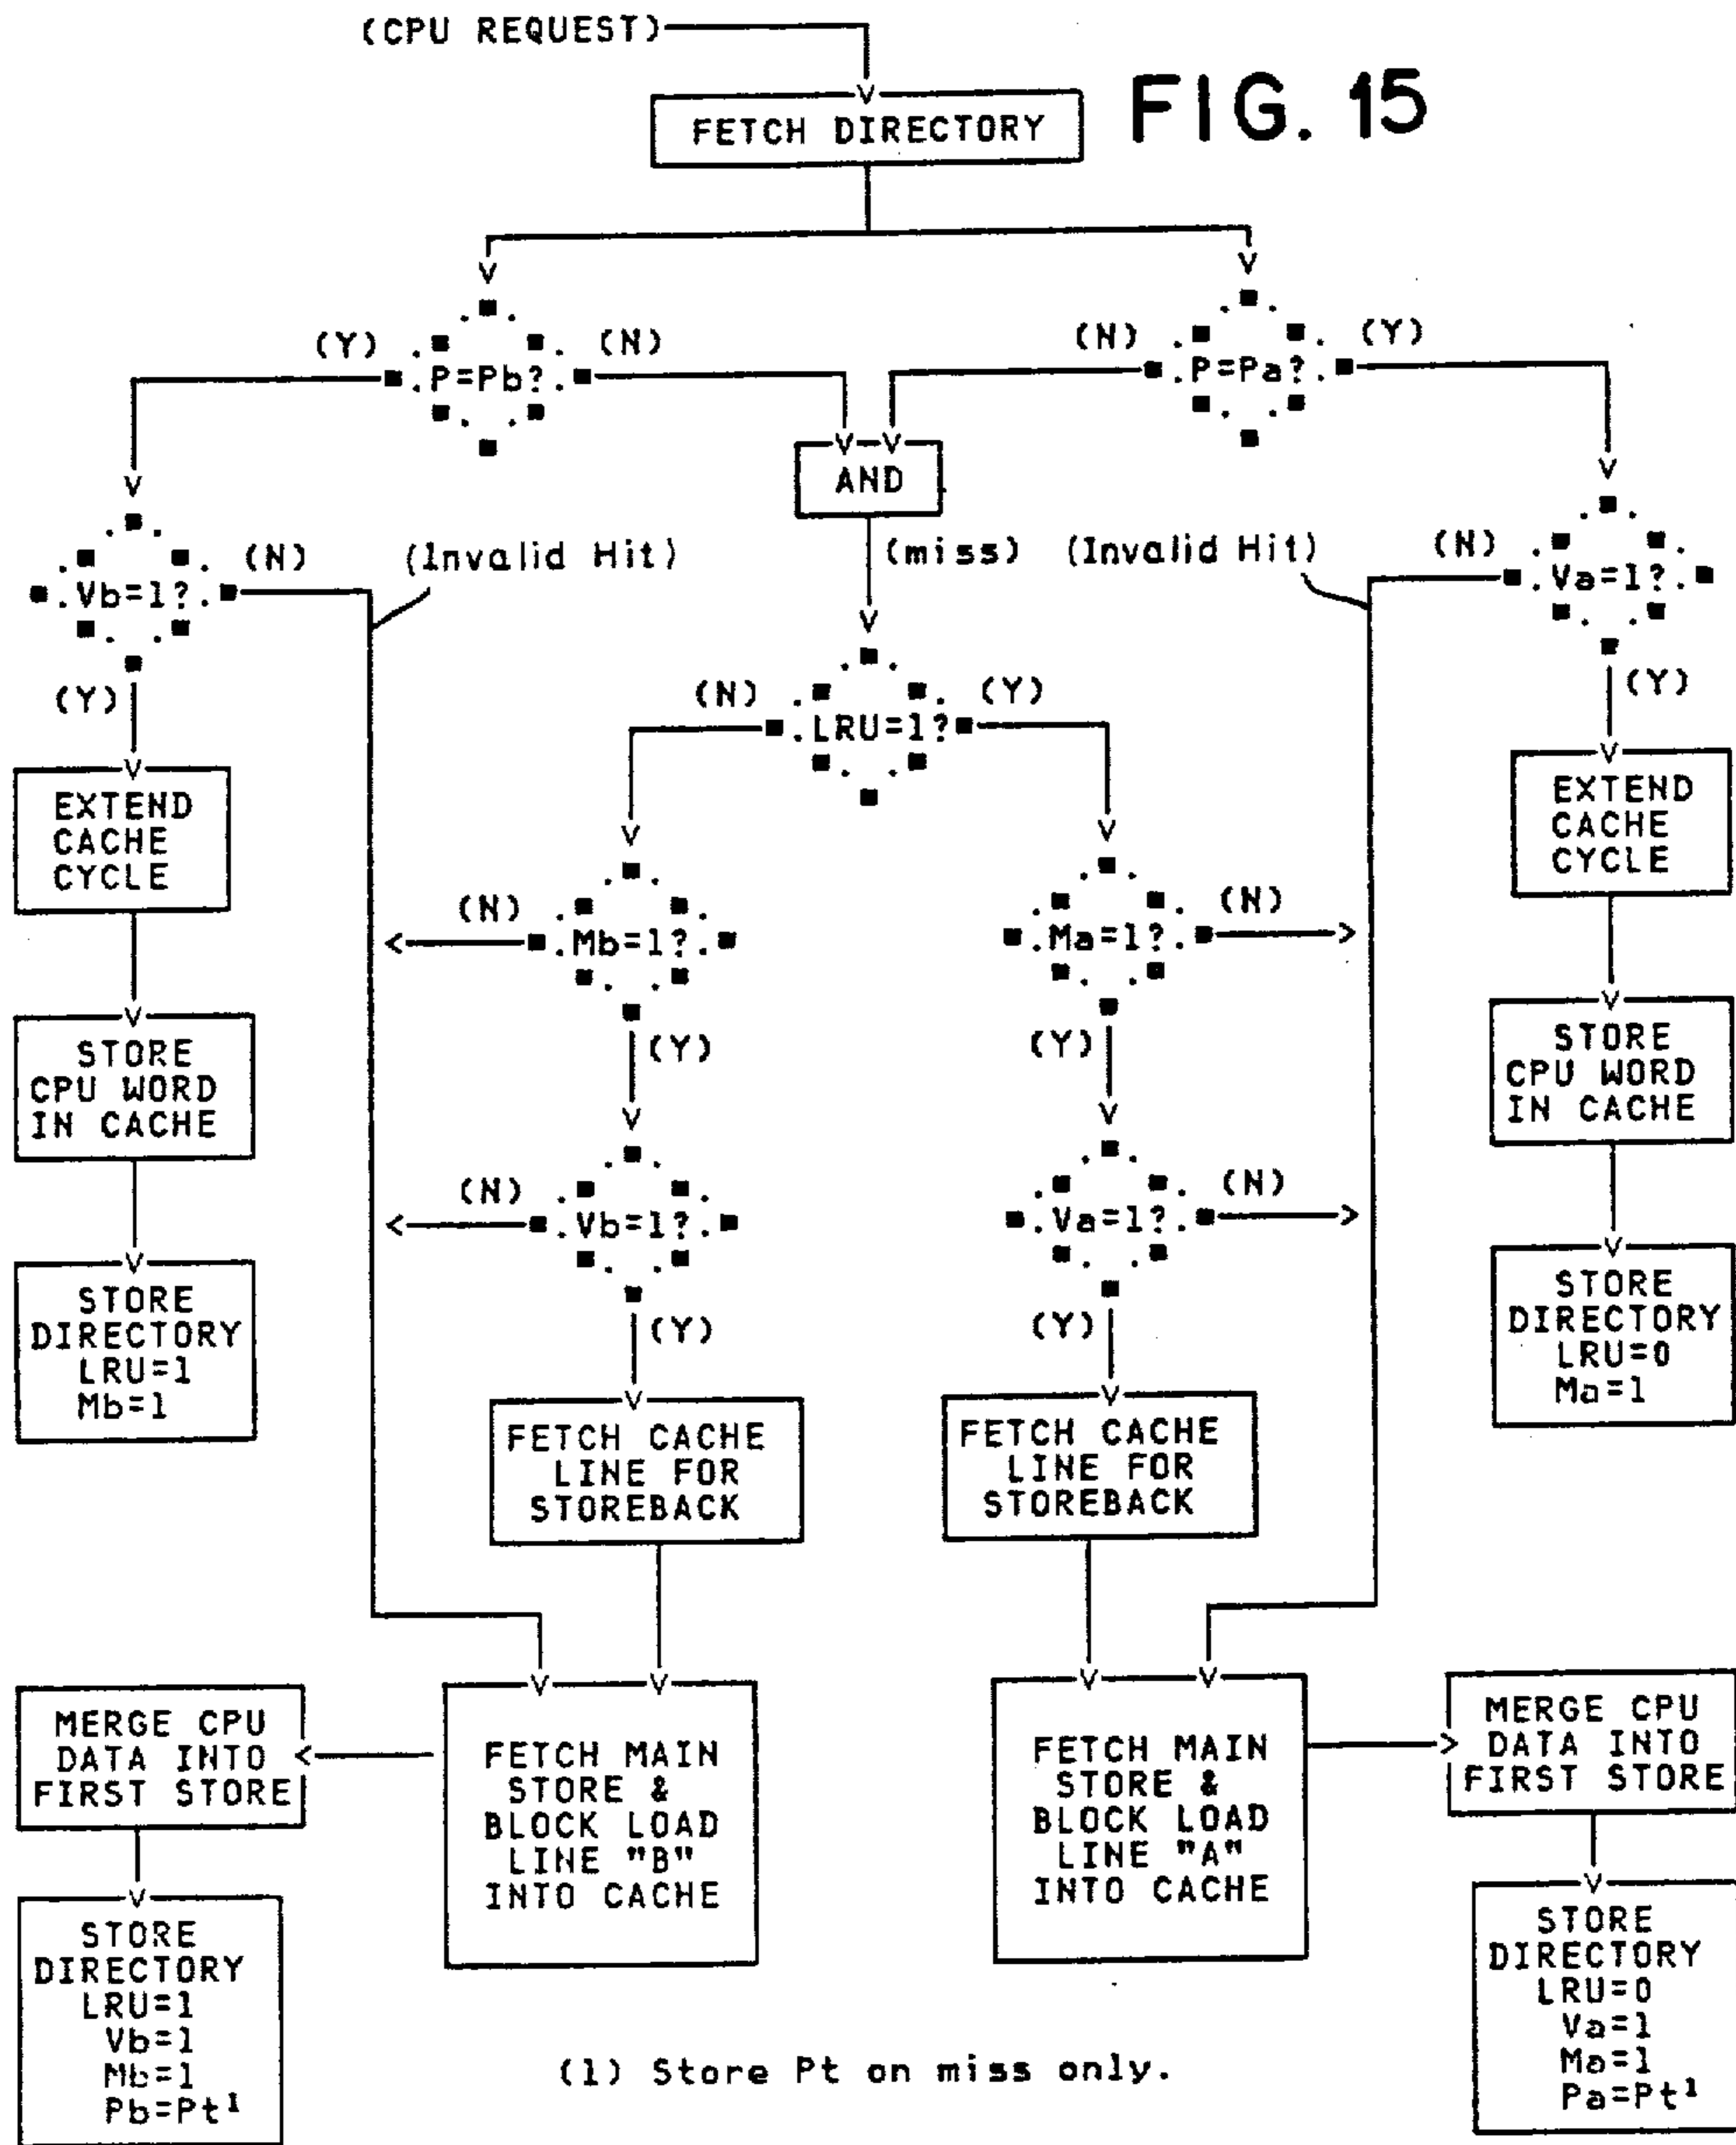 (CPU REQUEST)
FIG. 15
FETCH DIRECTORY
(Y)
P=Pb?
(N)
(N)
P=Pa?
(Y)
AND
Vb=1?
(N)
(Invalid Hit)
(miss)
(Invalid Hit)
(N)
Va=1?
(Y)
(Y)
(N)
LRU=1?
(Y)
EXTEND
CACHE
CYCLE
EXTEND
CACHE
CYCLE
(N)
Mb=1?
Ma=1?
(N)
(Y)
(Y)
STORE
CPU WORD
IN CACHE
STORE
CPU WORD
IN CACHE
(N)
Vb=1?
Va=1?
(N)
(Y)
(Y)
STORE
DIRECTORY
LRU=1
Mb=1
STORE
DIRECTORY
LRU=0
Ma=1
FETCH CACHE
LINE FOR
STOREBACK
FETCH CACHE
LINE FOR
STOREBACK
MERGE CPU
DATA INTO
FIRST STORE
FETCH MAIN
STORE &
BLOCK LOAD
LINE "B"
INTO CACHE
FETCH MAIN
STORE &
BLOCK LOAD
LINE "A"
INTO CACHE
MERGE CPU
DATA INTO
FIRST STORE
STORE
DIRECTORY
LRU=1
Vb=1
Mb=1
Pb=Pt¹
STORE
DIRECTORY
LRU=0
Va=1
Ma=1
Pa=Pt¹
(1) Store Pt on miss only.